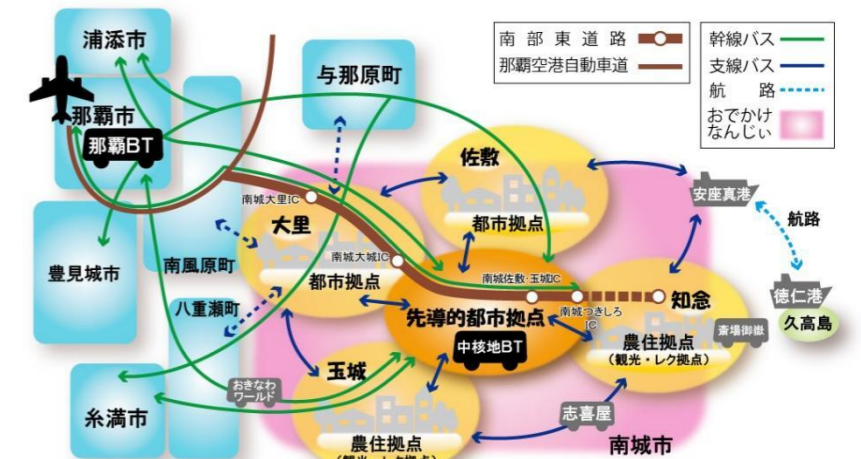 浦添市
那覇市
那覇BT
豊見城市
糸満市
南風原町
八重瀬町
与那原町
南部東道路
那覇空港自動車道
幹線バス
支線バス
航路
おでかけ
なんじぃ
佐敷
都市拠点
南城大里IC
大里
都市拠点
南城大城IC
南城佐敷・玉城IC
先導的都市拠点
中核地BT
南城つきしろ
IC
知念
農住拠点
(観光・レク拠点)
斎場御嶽
安座真港
航路
徳仁港
久高島
玉城
おきなわ
ワールド
農住拠点
(観光・レク拠点)
志喜屋
南城市